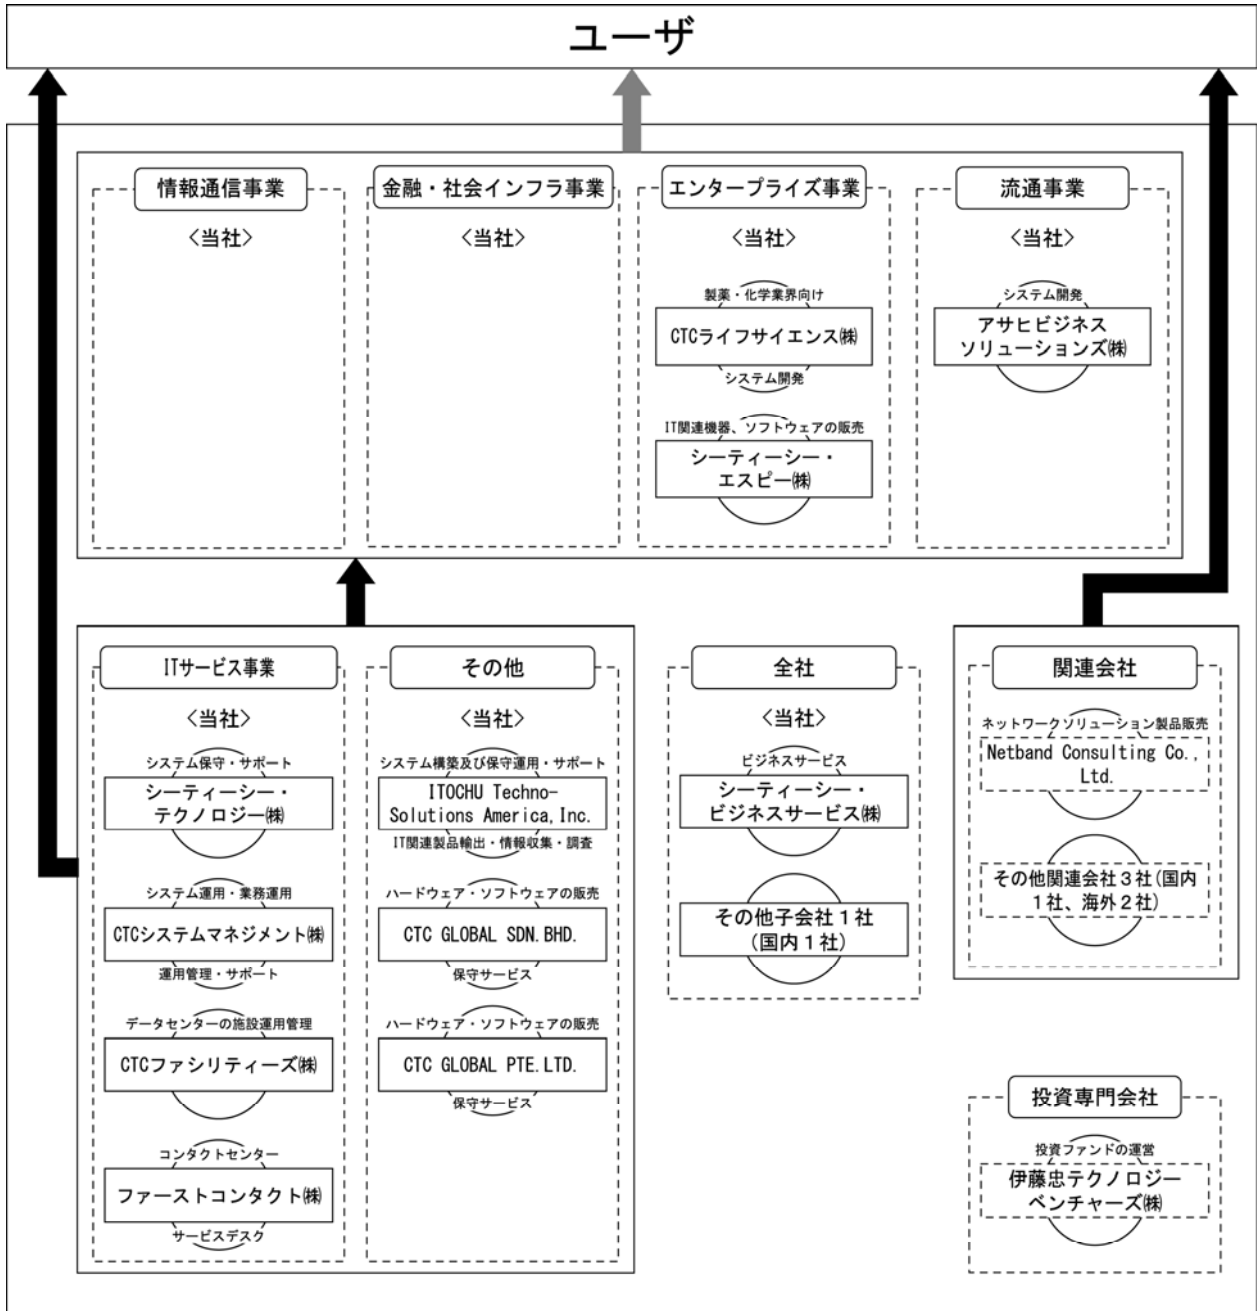 ユーザ
情報通信事業
〈当社〉
金融・社会インフラ事業
〈当社〉
エンタープライズ事業
〈当社〉
製薬・化学業界向け
CTCライフサイエンス㈱
システム開発
IT関連機器、ソフトウェアの販売
シーティーシー・
エスピー㈱
流通事業
〈当社〉
システム開発
アサヒビジネス
ソリューションズ㈱
ITサービス事業
〈当社〉
システム保守・サポート
シーティーシー・
テクノロジー㈱
システム運用・業務運用
CTCシステムマネジメント㈱
運用管理・サポート
データセンターの施設運用管理
CTCファシリティーズ㈱
コンタクトセンター
ファーストコンタクト㈱
サービスデスク
その他
〈当社〉
システム構築及び保守運用・サポート
ITOCHU Techno-
Solutions America,Inc.
IT関連製品輸出・情報収集・調査
ハードウェア・ソフトウェアの販売
CTC GLOBAL SDN.BHD.
保守サービス
ハードウェア・ソフトウェアの販売
CTC GLOBAL PTE.LTD.
保守サービス
全社
〈当社〉
ビジネスサービス
シーティーシー・
ビジネスサービス㈱
その他子会社１社
(国内１社)
関連会社
ネットワークソリューション製品販売
Netband Consulting Co.,
Ltd.
その他関連会社３社(国内
１社、海外２社)
投資専門会社
投資ファンドの運営
伊藤忠テクノロジー
ベンチャーズ㈱